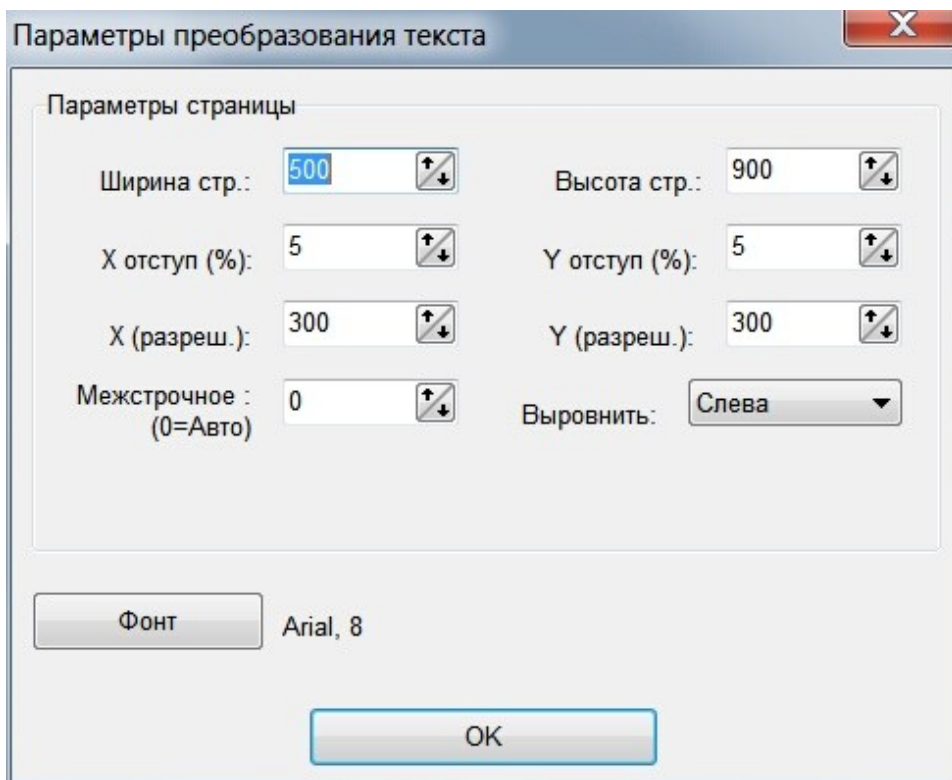 Параметры преобразования текста
Параметры страницы
Ширина стр.: 500 Высота стр.: 900
X отступ (%): 5 Y отступ (%): 5
X (разреш.): 300 Y (разреш.): 300
Межстрочное : 0 Выровнить: Слева
(0=Авто)
Фонт Arial, 8
OK